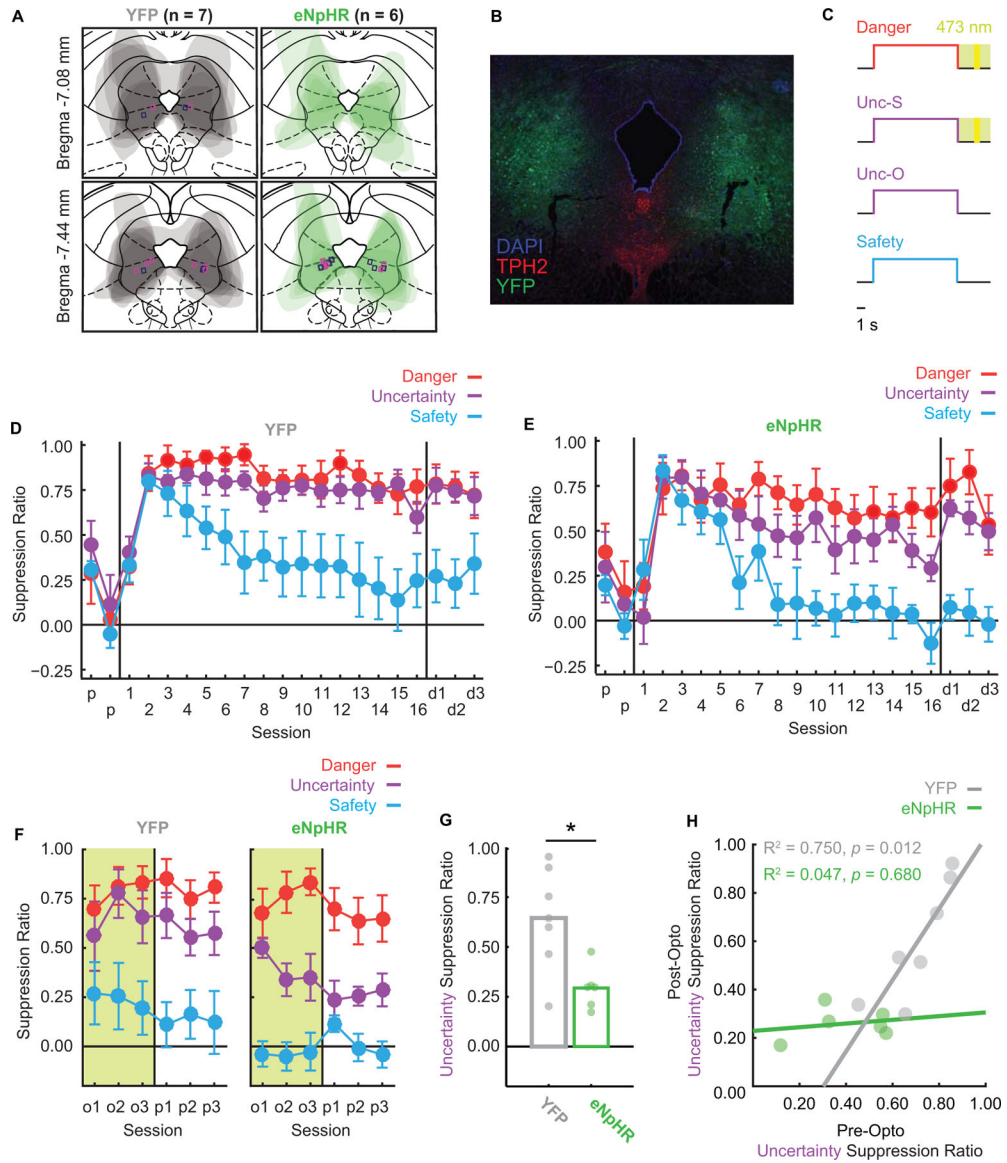 A
YFP (n = 7)
eNpHR (n = 6)
Bregma -7.08 mm
Bregma -7.44 mm
B
DAPI
TPH2
YFP
C
Danger
473 nm
Unc-S
Unc-O
Safety
1 s
D
Danger
Uncertainty
Safety
YFP
Suppression Ratio
1.00
0.75
0.50
0.25
0.00
−0.25
p
p
1
2
3
4
5
6
7
8
9
10
11
12
13
14
15
16
d1
d2
d3
Session
E
Danger
Uncertainty
Safety
eNpHR
Suppression Ratio
1.00
0.75
0.50
0.25
0.00
−0.25
p
p
1
2
3
4
5
6
7
8
9
10
11
12
13
14
15
16
d1
d2
d3
Session
F
Danger
Uncertainty
Safety
YFP
eNpHR
Suppression Ratio
1.00
0.75
0.50
0.25
0.00
o1
o2
o3
p1
p2
p3
Session
o1
o2
o3
p1
p2
p3
Session
G
*
Uncertainty Suppression Ratio
1.00
0.75
0.50
0.25
0.00
YFP
eNpHR
H
YFP
eNpHR
R² = 0.750, p = 0.012
R² = 0.047, p = 0.680
Post-Opto
Uncertainty Suppression Ratio
1.00
0.80
0.60
0.40
0.20
0.00
0.20
0.40
0.60
0.80
1.00
Pre-Opto
Uncertainty Suppression Ratio